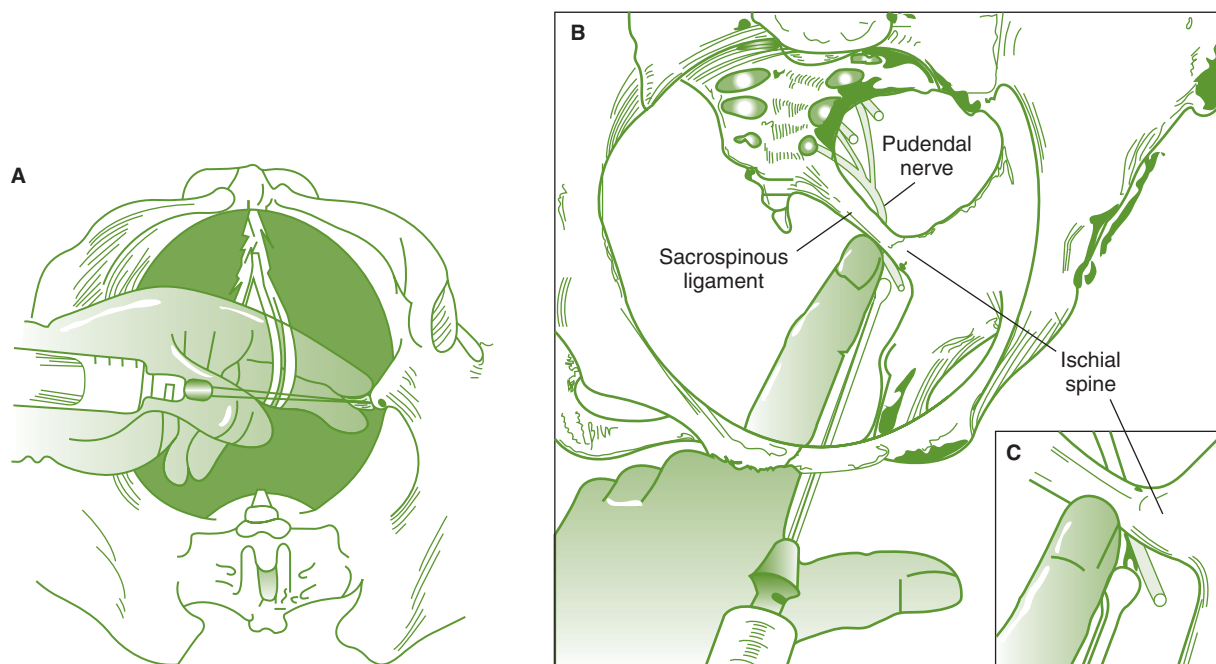 A
B
Pudendal
nerve
Sacrospinous
ligament
Ischial
spine
C